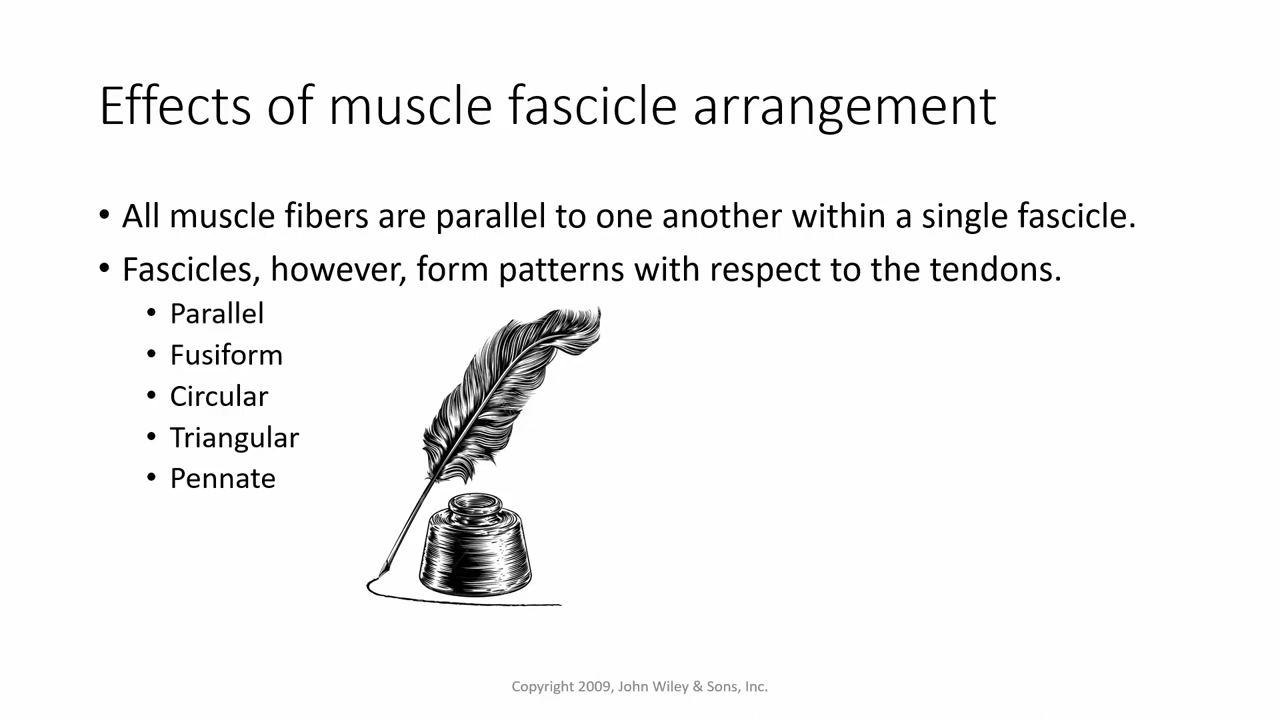 Effects of muscle fascicle arrangement
• All muscle fibers are parallel to one another within a single fascicle.
• Fascicles, however, form patterns with respect to the tendons.
• Parallel
• Fusiform
• Circular
• Triangular
• Pennate
Copyright 2009, John Wiley & Sons, Inc.